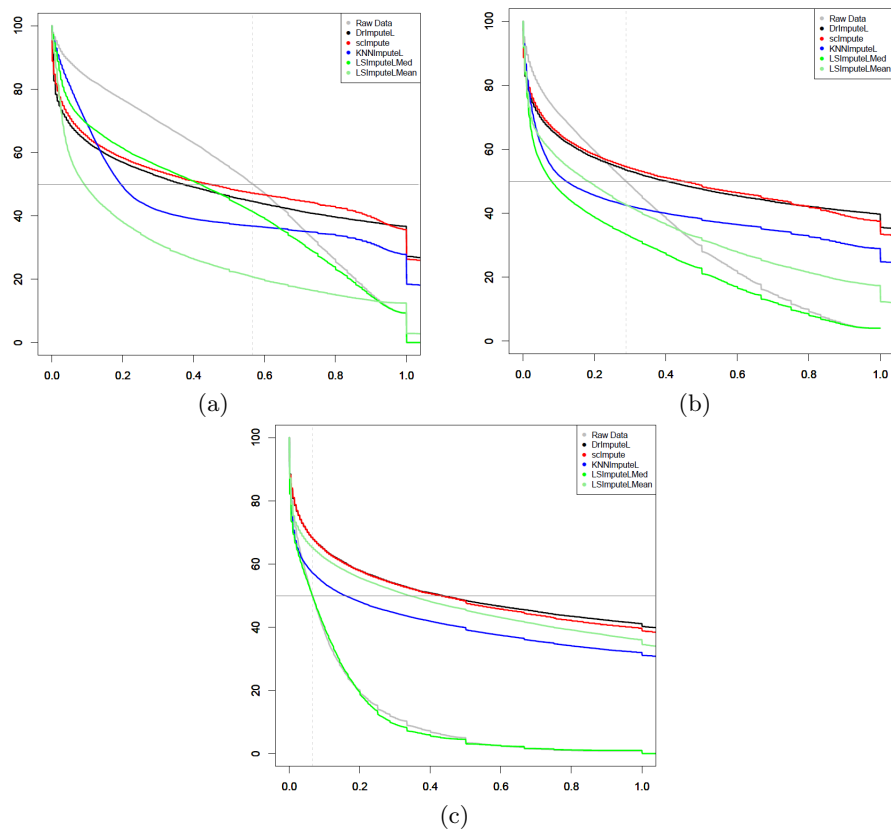 100
80
60
40
20
0
0.0 0.2 0.4 0.6 0.8 1.0
Raw Data
DrImputeL
scImpute
KNNImputeL
LSImputeLMed
LSImputeLMean
(a)
100
80
60
40
20
0
0.0 0.2 0.4 0.6 0.8 1.0
Raw Data
DrImputeL
scImpute
KNNImputeL
LSImputeLMed
LSImputeLMean
(b)
100
80
60
40
20
0
0.0 0.2 0.4 0.6 0.8 1.0
Raw Data
DrImputeL
scImpute
KNNImputeL
LSImputeLMed
LSImputeLMean
(c)